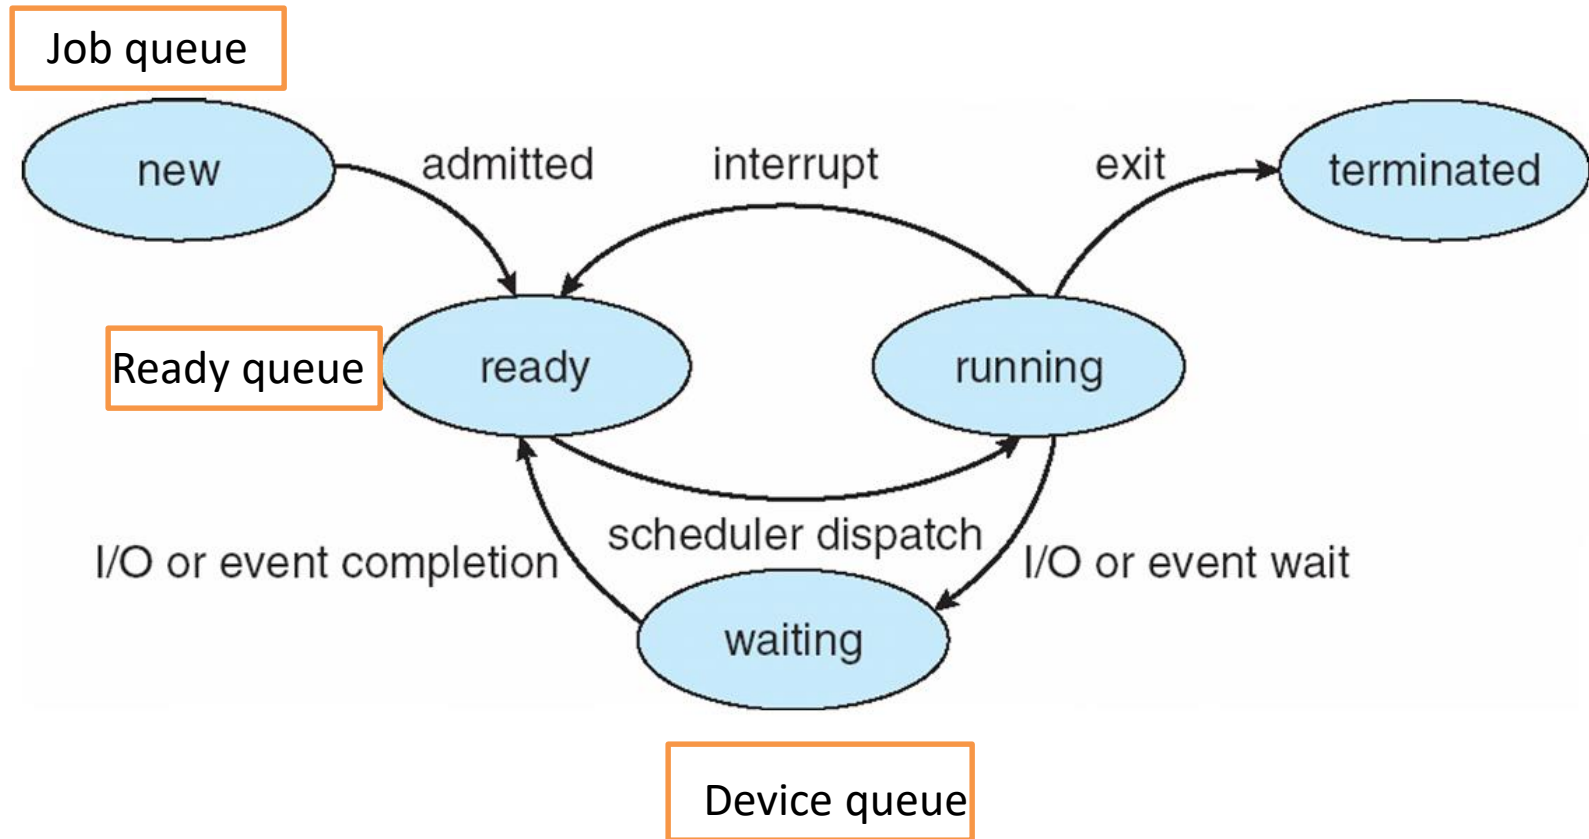 Job queue
new
admitted
interrupt
exit
terminated
Ready queue
ready
running
scheduler dispatch
I/O or event completion
I/O or event wait
waiting
Device queue